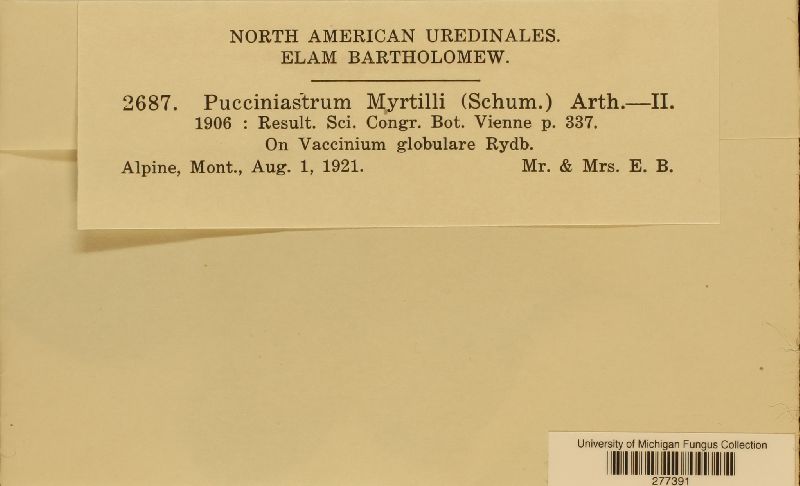 NORTH AMERICAN UREDINALES.
ELAM BARTHOLOMEW.
2687. Pucciniastrum Myrtilli (Schum.) Arth.—II.
1906 : Result. Sci. Congr. Bot. Vienne p. 337.
On Vaccinium globulare Rydb.
Alpine, Mont., Aug. 1, 1921. Mr. & Mrs. E. B.
University of Michigan Fungus Collection
277391